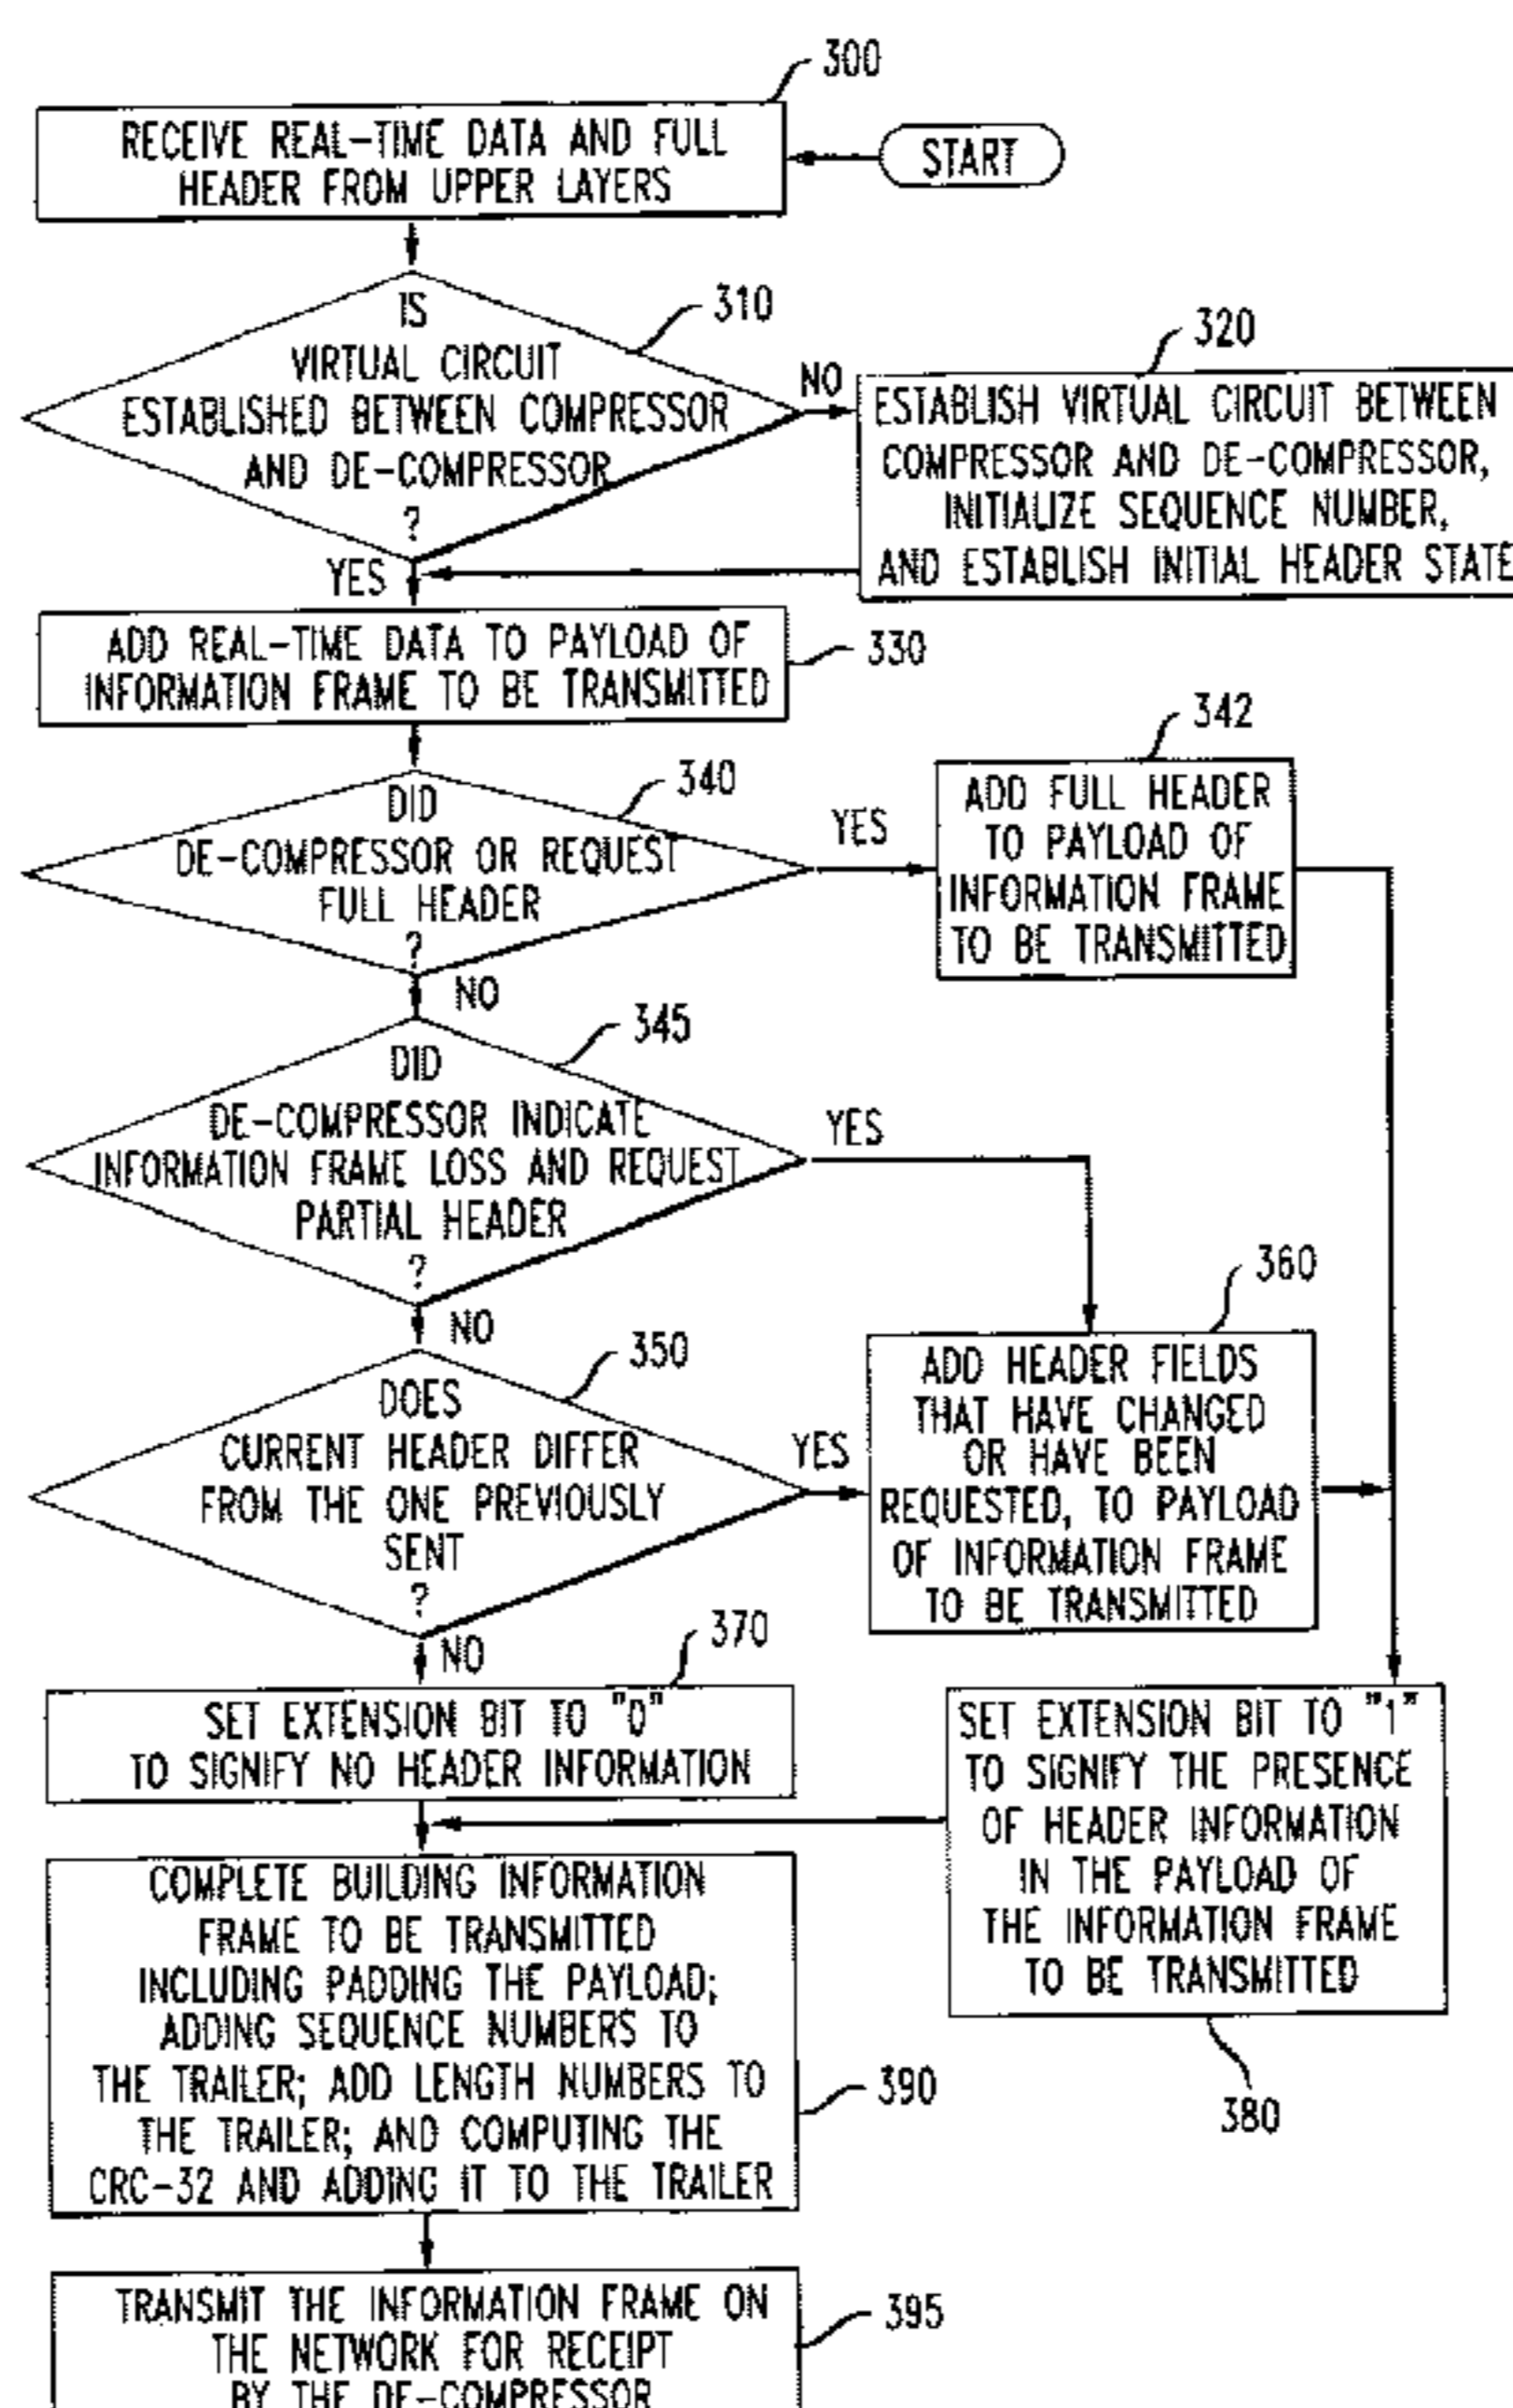 300
RECEIVE REAL-TIME DATA AND FULL
HEADER FROM UPPER LAYERS
START
310
IS
VIRTUAL CIRCUIT
ESTABLISHED BETWEEN COMPRESSOR
AND DE-COMPRESSOR
?
NO
YES
320
ESTABLISH VIRTUAL CIRCUIT BETWEEN
COMPRESSOR AND DE-COMPRESSOR,
INITIALIZE SEQUENCE NUMBER,
AND ESTABLISH INITIAL HEADER STATE
ADD REAL-TIME DATA TO PAYLOAD OF
INFORMATION FRAME TO BE TRANSMITTED
330
340
DID
DE-COMPRESSOR OR REQUEST
FULL HEADER
?
YES
NO
342
ADD FULL HEADER
TO PAYLOAD OF
INFORMATION FRAME
TO BE TRANSMITTED
345
DID
DE-COMPRESSOR INDICATE
INFORMATION FRAME LOSS AND REQUEST
PARTIAL HEADER
?
YES
NO
350
DOES
CURRENT HEADER DIFFER
FROM THE ONE PREVIOUSLY
SENT
?
YES
NO
360
ADD HEADER FIELDS
THAT HAVE CHANGED
OR HAVE BEEN
REQUESTED, TO PAYLOAD
OF INFORMATION FRAME
TO BE TRANSMITTED
370
SET EXTENSION BIT TO "0"
TO SIGNIFY NO HEADER INFORMATION
SET EXTENSION BIT TO "1"
TO SIGNIFY THE PRESENCE
OF HEADER INFORMATION
IN THE PAYLOAD OF
THE INFORMATION FRAME
TO BE TRANSMITTED
380
COMPLETE BUILDING INFORMATION
FRAME TO BE TRANSMITTED
INCLUDING PADDING THE PAYLOAD;
ADDING SEQUENCE NUMBERS TO
THE TRAILER; ADD LENGTH NUMBERS TO
THE TRAILER; AND COMPUTING THE
CRC-32 AND ADDING IT TO THE TRAILER
390
TRANSMIT THE INFORMATION FRAME ON
THE NETWORK FOR RECEIPT
BY THE DE-COMPRESSOR
395